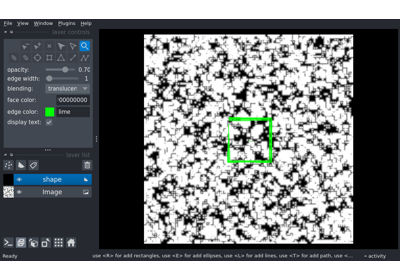 File View Window Plugins Help
layer controls
opacity: 0.70
edge width: 1
blending: translucen
face color: 00000000
edge color: lime
display text:
layer list
shape
Image
Ready
use <R> for add rectangles, use <E> for add ellipses, use <L> for add lines, use <T> for add path, use <...
activity